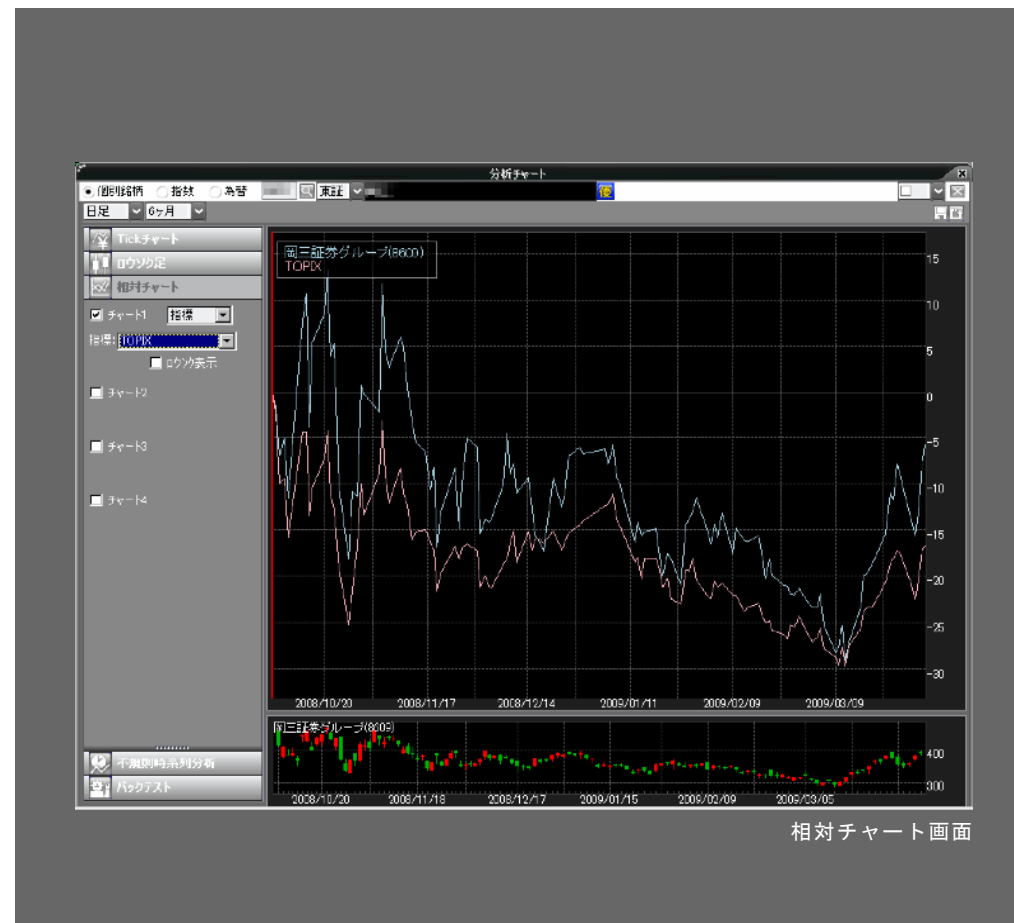 分析チャート
個別銘柄 指数 為替 東証
日足 6ヶ月
Tickチャート
ロウソク足
相対チャート
チャート1 指標
指標: TOPIX
ロウソク表示
チャート2
チャート3
チャート4
不規則時系列分析
バックテスト
岡三証券グループ(8600)
TOPIX
15
10
5
0
-5
-10
-15
-20
-25
-30
2008/10/20 2008/11/17 2008/12/14 2009/01/11 2009/02/09 2009/03/09
岡三証券グループ(8609)
400
300
2008/10/20 2008/11/18 2008/12/17 2009/01/15 2009/02/09 2009/03/05
相対チャート画面